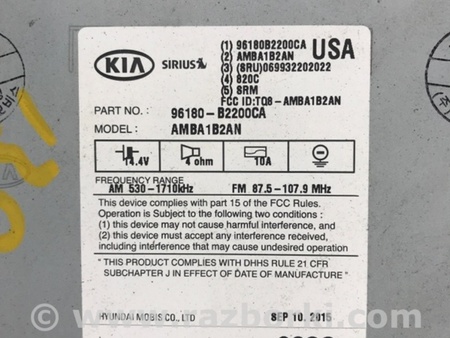 KIA SIRIUS
(1) 96180B2200CA USA
(2) AMBA1B2AN
(3) (SRU)069932202022
(4) 820C
(5) SRM
FCC ID:TQ8-AMBA1B2AN
PART NO. : 96180-B2200CA
MODEL : AMBA1B2AN
14.4V 4 ohm 10A
FREQUENCY RANGE
AM 530-1710kHz FM 87.5-107.9 MHz
This device complies with part 15 of the FCC Rules.
Operation is Subject to the following two conditions :
(1) this device may not cause harmful interference, and
(2) this device must accept any interference received,
including interference that may cause undesired operation
" THIS PRODUCT COMPLIES WITH DHHS RULE 21 CFR
SUBCHAPTER J IN EFFECT OF DATE OF MANUFACTURE."
HYUNDAI MOBIS CO., LTD SEP 10. 2015